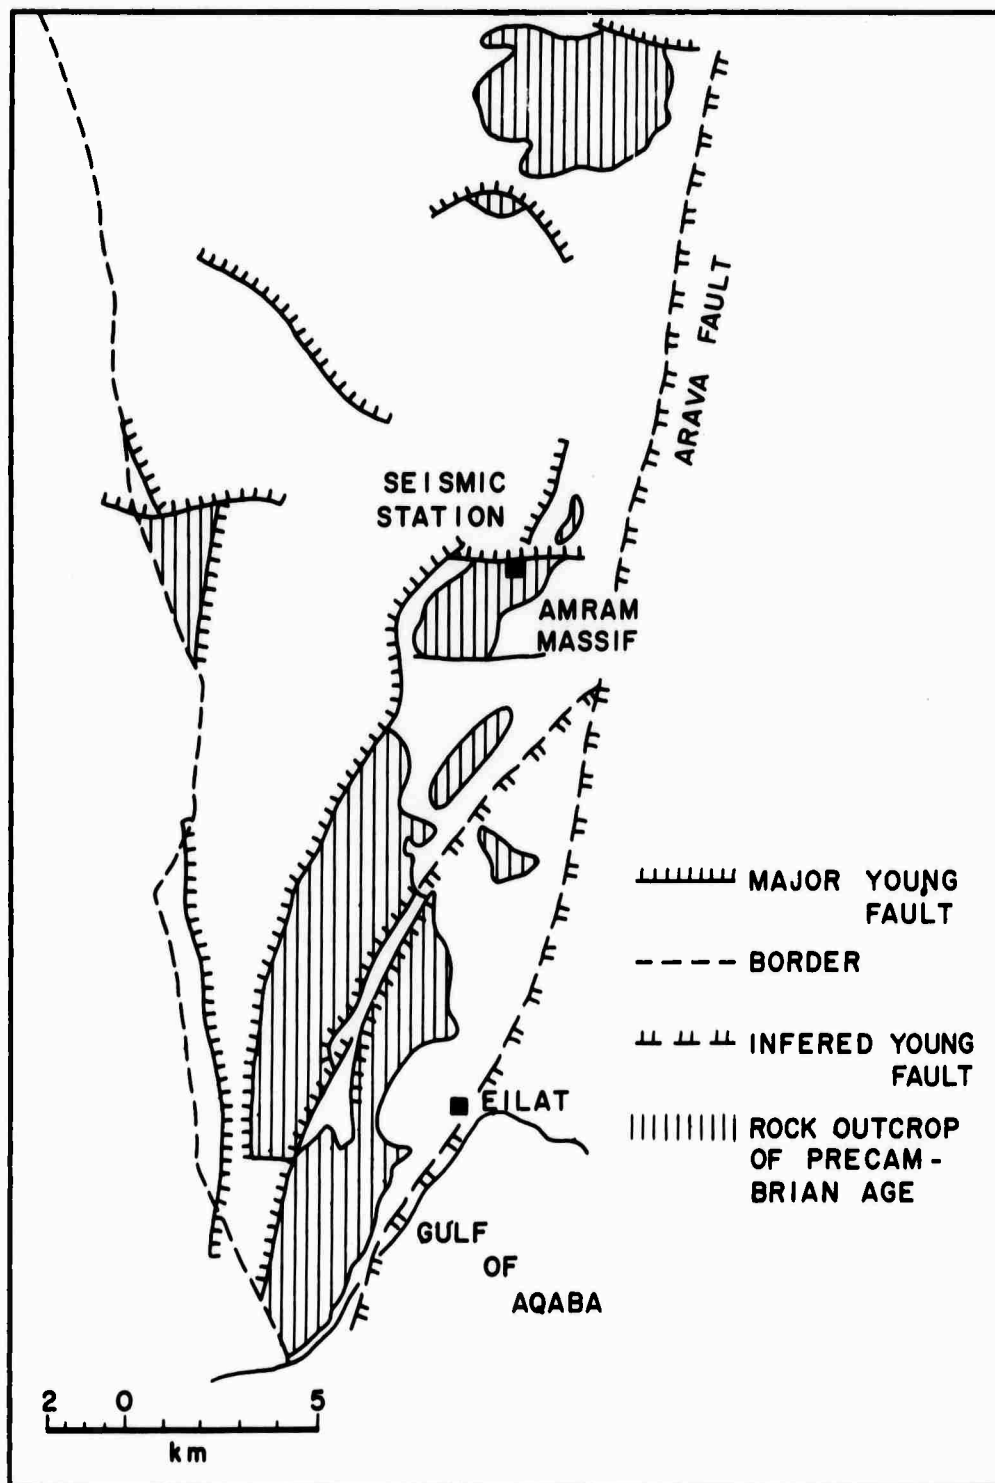 ARAVA FAULT
SEISMIC
STATION
AMRAM
MASSIF
MAJOR YOUNG
FAULT
BORDER
INFERED YOUNG
FAULT
EILAT
ROCK OUTCROP
OF PRECAM-
BRIAN AGE
GULF
OF
AQABA
2 0 5
km